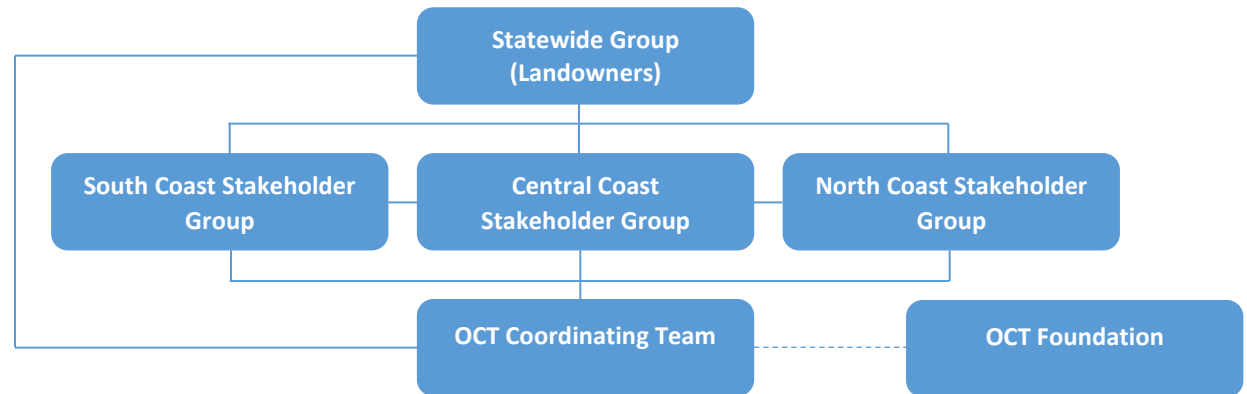 Statewide Group
(Landowners)
South Coast Stakeholder
Group
Central Coast
Stakeholder Group
North Coast Stakeholder
Group
OCT Coordinating Team
OCT Foundation